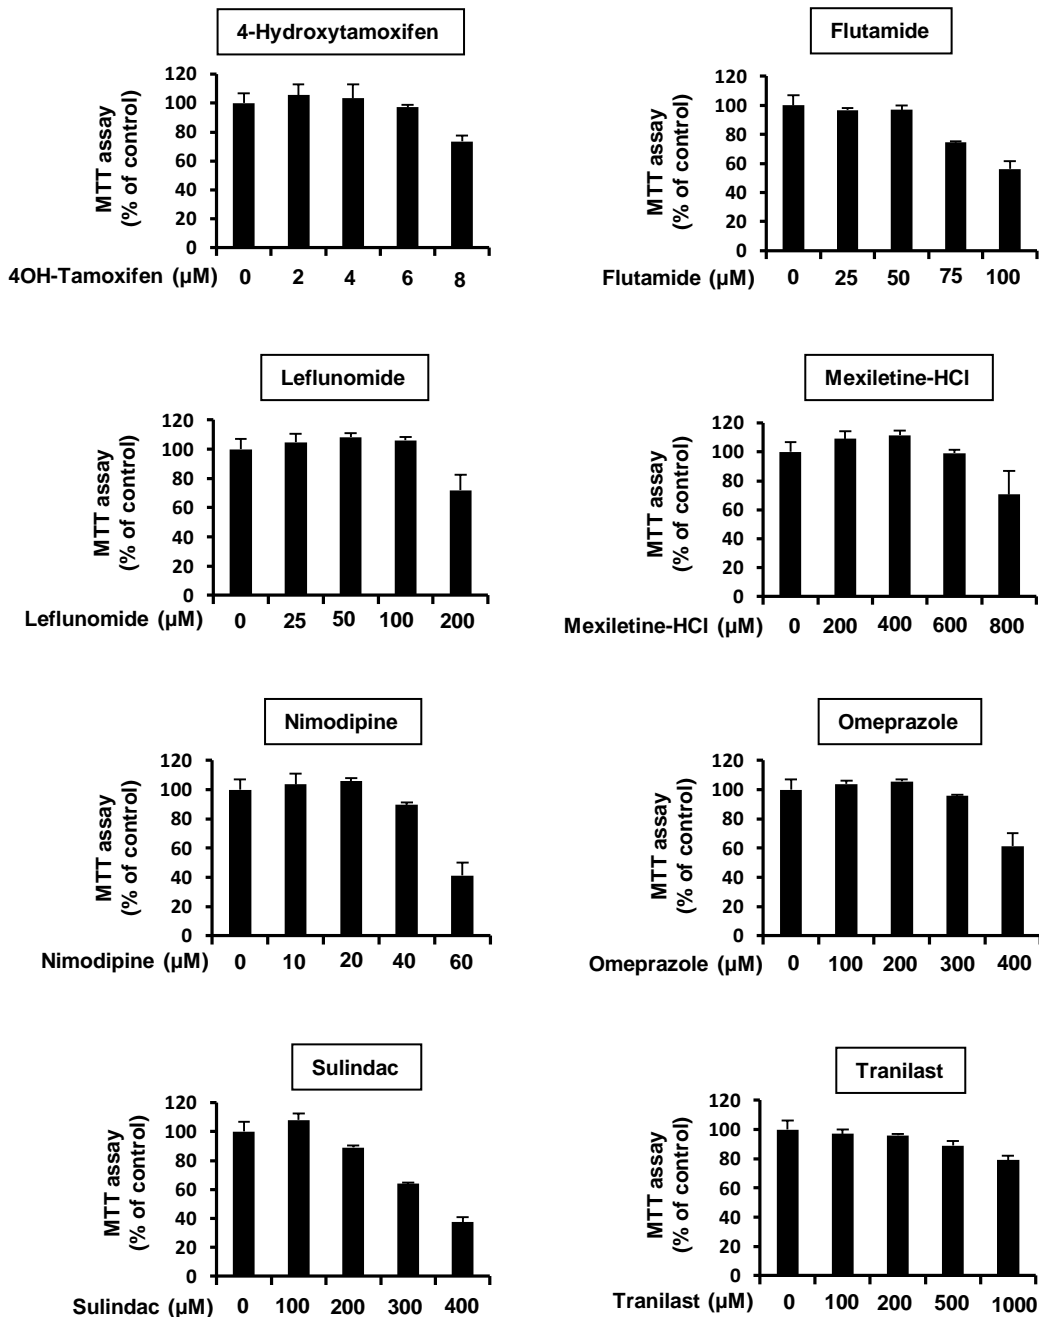 4-Hydroxytamoxifen
MTT assay
(% of control)
120
100
80
60
40
20
0
4OH-Tamoxifen (µM) 0 2 4 6 8
Flutamide
MTT assay
(% of control)
120
100
80
60
40
20
0
Flutamide (µM) 0 25 50 75 100
Leflunomide
MTT assay
(% of control)
120
100
80
60
40
20
0
Leflunomide (µM) 0 25 50 100 200
Mexiletine-HCl
MTT assay
(% of control)
120
100
80
60
40
20
0
Mexiletine-HCl (µM) 0 200 400 600 800
Nimodipine
MTT assay
(% of control)
120
100
80
60
40
20
0
Nimodipine (µM) 0 10 20 40 60
Omeprazole
MTT assay
(% of control)
120
100
80
60
40
20
0
Omeprazole (µM) 0 100 200 300 400
Sulindac
MTT assay
(% of control)
120
100
80
60
40
20
0
Sulindac (µM) 0 100 200 300 400
Tranilast
MTT assay
(% of control)
120
100
80
60
40
20
0
Tranilast (µM) 0 100 200 500 1000